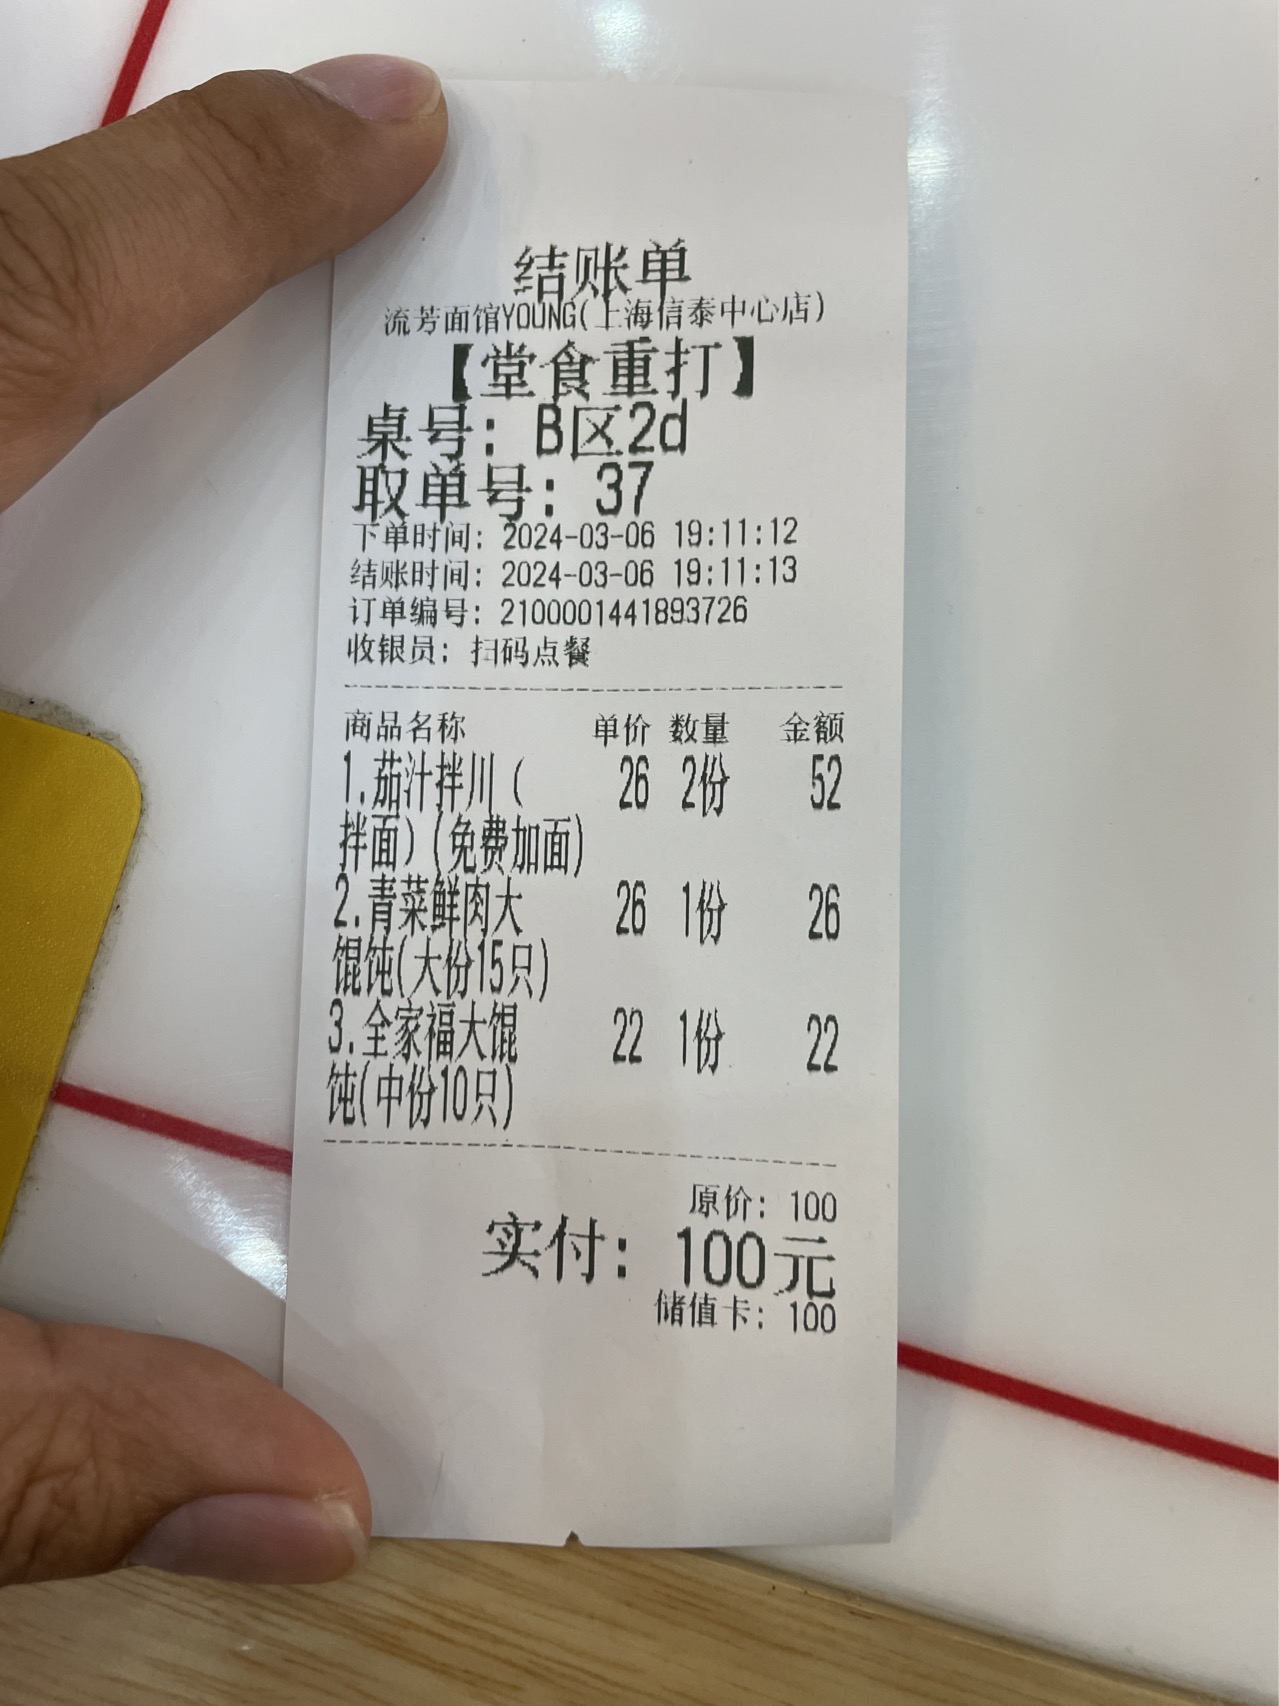 结账单
流芳面馆YOUNG(上海信泰中心店)
【堂食重打】
桌号: B区2d
取单号: 37
下单时间: 2024-03-06 19:11:12
结账时间: 2024-03-06 19:11:13
订单编号: 2100001441893726
收银员: 扫码点餐
商品名称 单价 数量 金额
1.茄汁拌川( 26 2份 52
拌面)(免费加面)
2.青菜鲜肉大 26 1份 26
馄饨(大份15只)
3.全家福大馄 22 1份 22
饨(中份10只)
原价: 100
实付: 100元
储值卡: 100